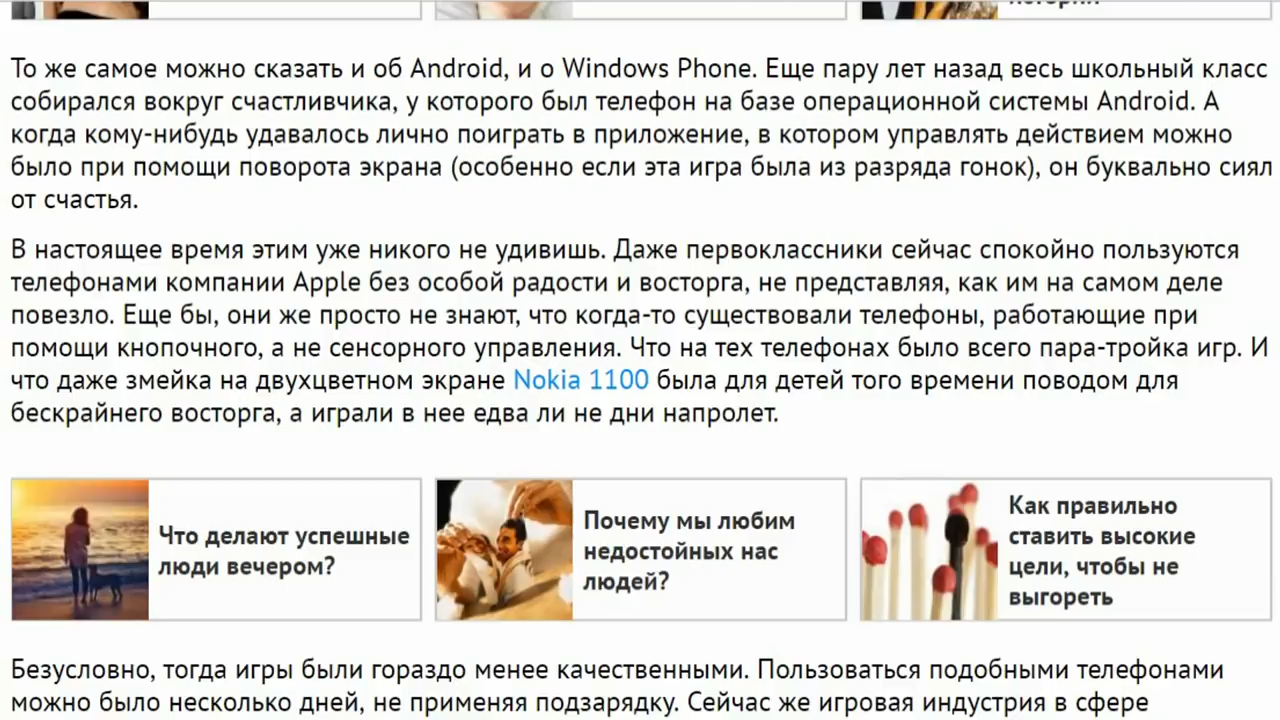 То же самое можно сказать и об Android, и о Windows Phone. Еще пару лет назад весь школьный класс
собирался вокруг счастливчика, у которого был телефон на базе операционной системы Android. А
когда кому-нибудь удавалось лично поиграть в приложение, в котором управлять действием можно
было при помощи поворота экрана (особенно если эта игра была из разряда гонок), он буквально сиял
от счастья.
В настоящее время этим уже никого не удивишь. Даже первоклассники сейчас спокойно пользуются
телефонами компании Apple без особой радости и восторга, не представляя, как им на самом деле
повезло. Еще бы, они же просто не знают, что когда-то существовали телефоны, работающие при
помощи кнопочного, а не сенсорного управления. Что на тех телефонах было всего пара-тройка игр. И
что даже змейка на двухцветном экране Nokia 1100 была для детей того времени поводом для
бескрайнего восторга, а играли в нее едва ли не дни напролет.
Что делают успешные
люди вечером?
Почему мы любим
недостойных нас
людей?
Как правильно
ставить высокие
цели, чтобы не
выгореть
Безусловно, тогда игры были гораздо менее качественными. Пользоваться подобными телефонами
можно было несколько дней, не применяя подзарядку. Сейчас же игровая индустрия в сфере